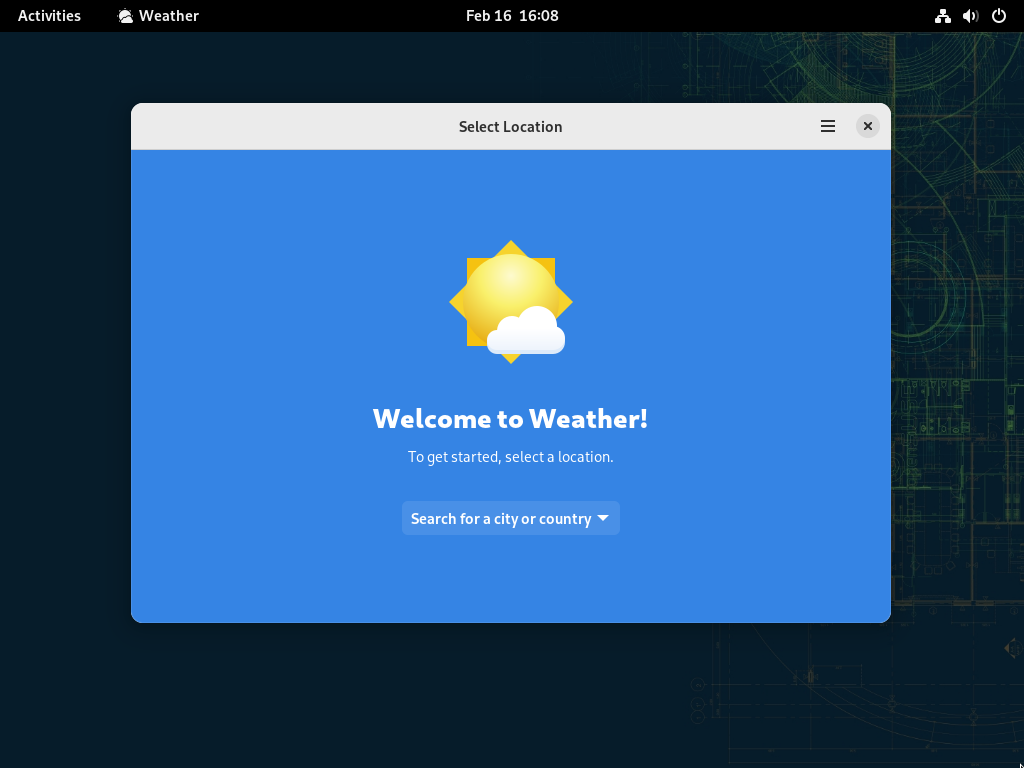 Activities Weather Feb 16 16:08
Select Location
Welcome to Weather!
To get started, select a location.
Search for a city or country